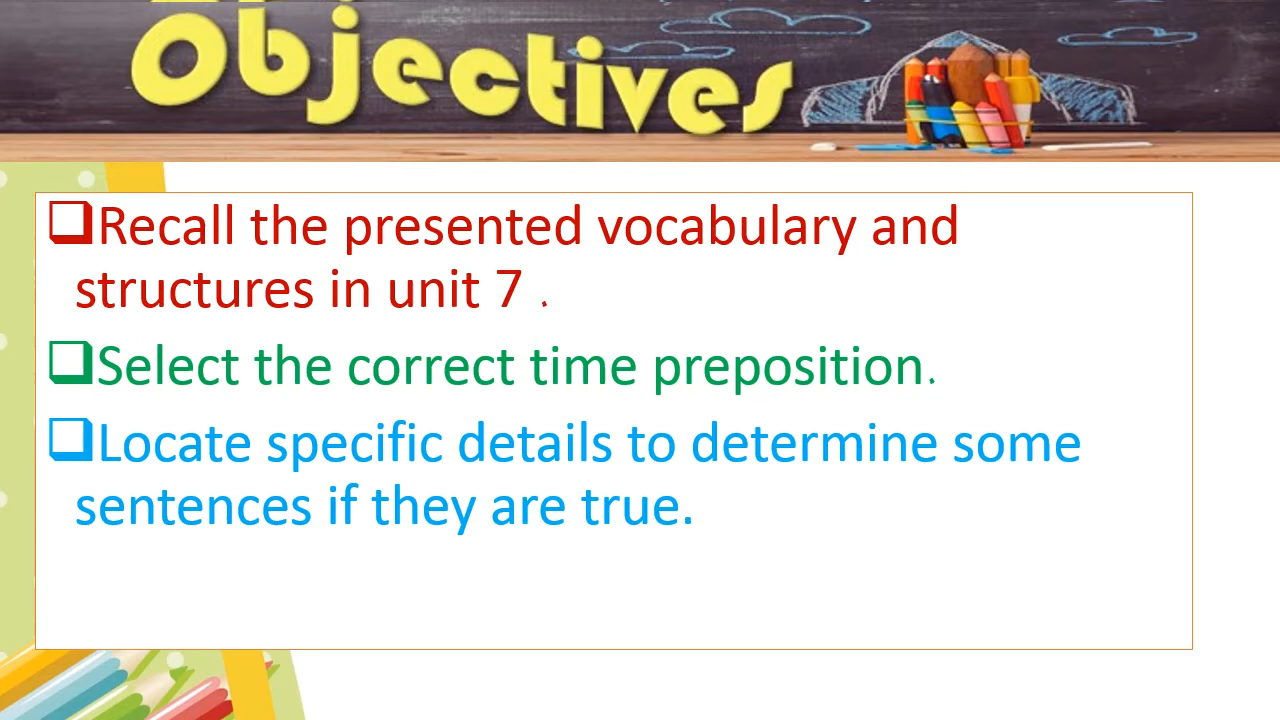 Objectives
❑Recall the presented vocabulary and
structures in unit 7 .
❑Select the correct time preposition.
❑Locate specific details to determine some
sentences if they are true.